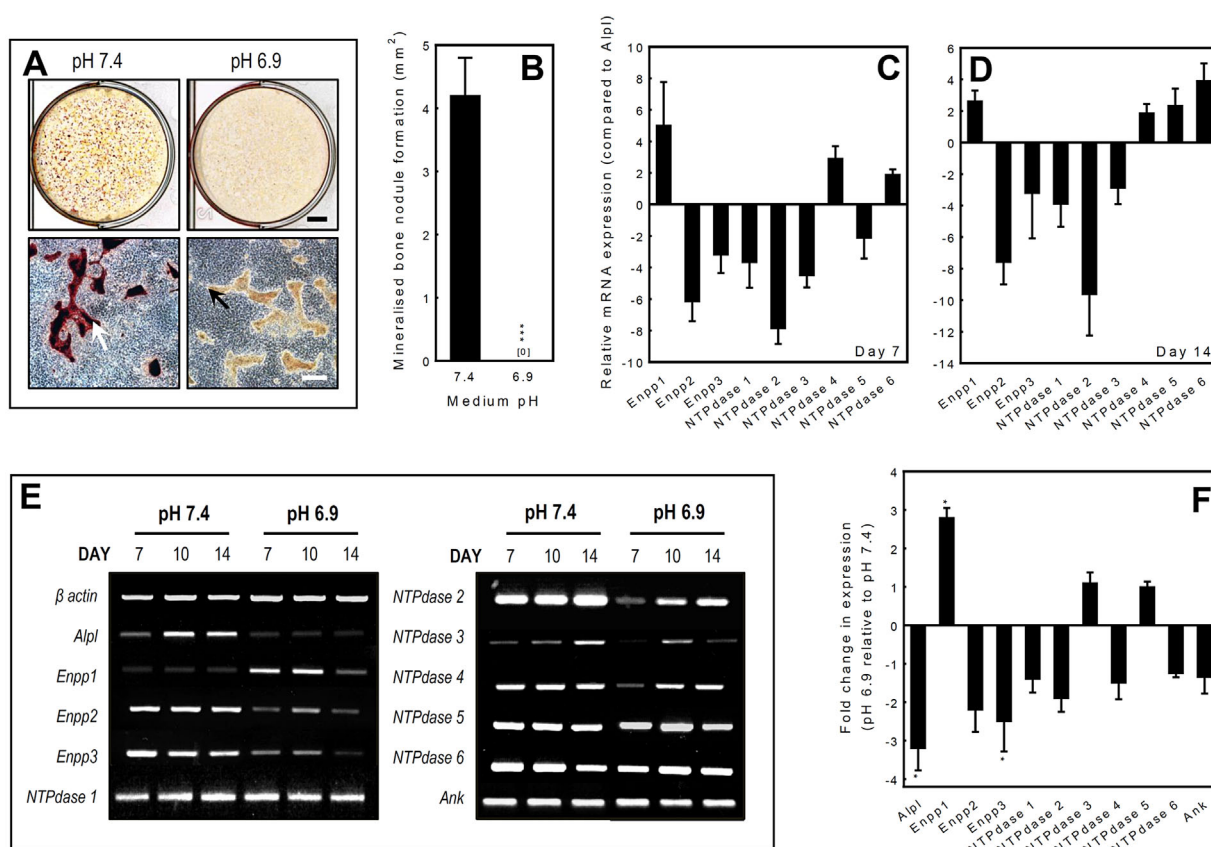 A
pH 7.4
pH 6.9
B
Mineralised bone nodule formation (mm2)
5
4
3
2
1
0
***
[0]
7.4
6.9
Medium pH
C
Relative mRNA expression (compared to Alpl)
8
6
4
2
0
-2
-4
-6
-8
-10
Day 7
Enpp1
Enpp2
Enpp3
NTPdase 1
NTPdase 2
NTPdase 3
NTPdase 4
NTPdase 5
NTPdase 6
D
6
4
2
0
-2
-4
-6
-8
-10
-12
-14
Day 14
Enpp1
Enpp2
Enpp3
NTPdase 1
NTPdase 2
NTPdase 3
NTPdase 4
NTPdase 5
NTPdase 6
E
pH 7.4 pH 6.9
DAY 7 10 14 7 10 14
β actin
Alpl
Enpp1
Enpp2
Enpp3
NTPdase 1
pH 7.4 pH 6.9
DAY 7 10 14 7 10 14
NTPdase 2
NTPdase 3
NTPdase 4
NTPdase 5
NTPdase 6
Ank
F
Fold change in expression
(pH 6.9 relative to pH 7.4)
4
3
2
1
0
-1
-2
-3
-4
*
*
*
Alpl
Enpp1
Enpp2
Enpp3
NTPdase 1
NTPdase 2
NTPdase 3
NTPdase 4
NTPdase 5
NTPdase 6
Ank